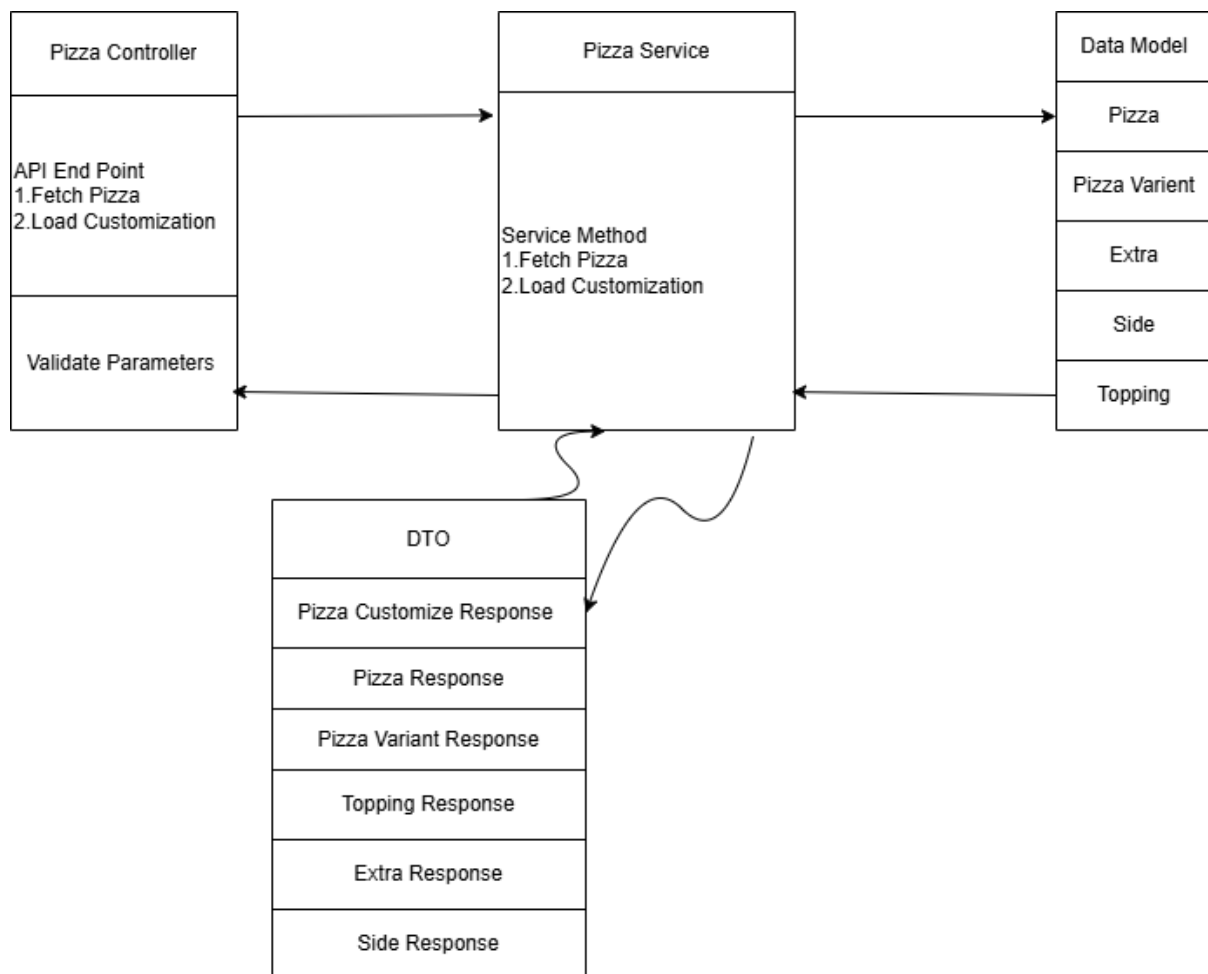 Pizza Controller
API End Point
1.Fetch Pizza
2.Load Customization
Validate Parameters
Pizza Service
Service Method
1.Fetch Pizza
2.Load Customization
Data Model
Pizza
Pizza Varient
Extra
Side
Topping
DTO
Pizza Customize Response
Pizza Response
Pizza Variant Response
Topping Response
Extra Response
Side Response